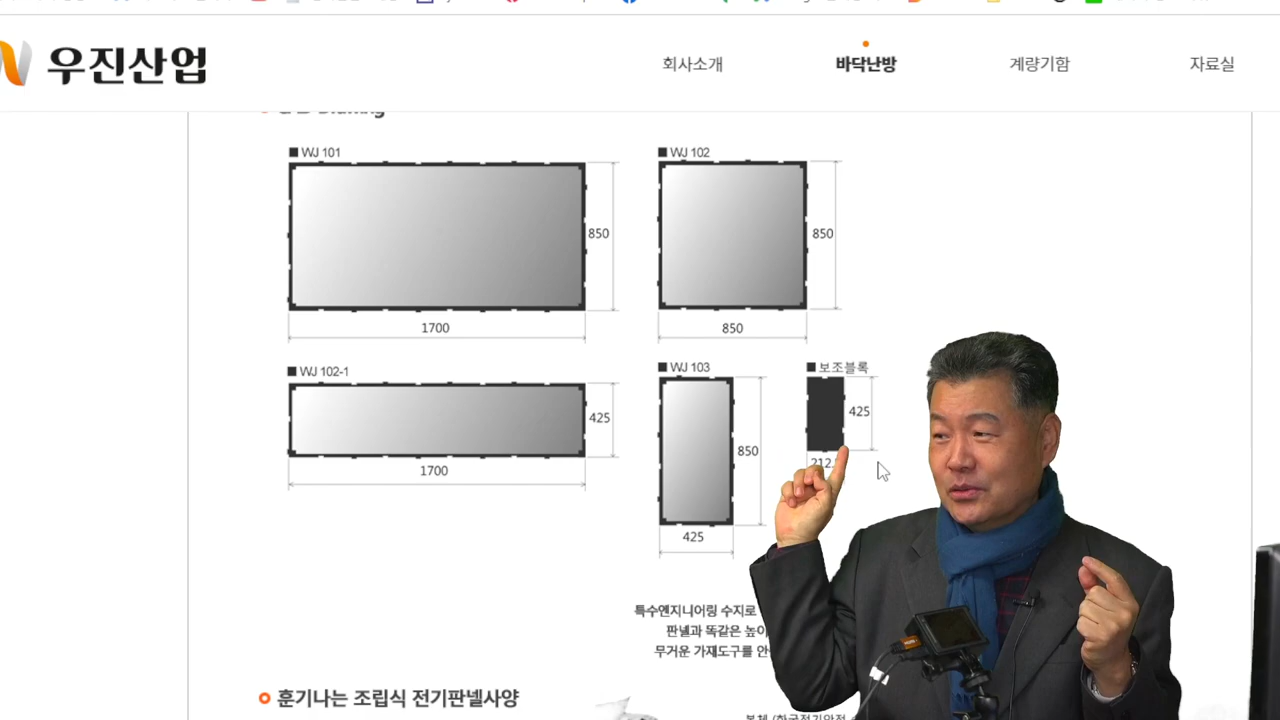 우진산업
회사소개
바닥난방
계량기함
자료실
WJ 101
850
1700
WJ 102
850
850
WJ 102-1
425
1700
WJ 103
850
425
보조블록
425
212.
특수엔지니어링 수지로
판넬과 똑같은 높이
무거운 가재도구를
훈기나는 조립식 전기판넬사양